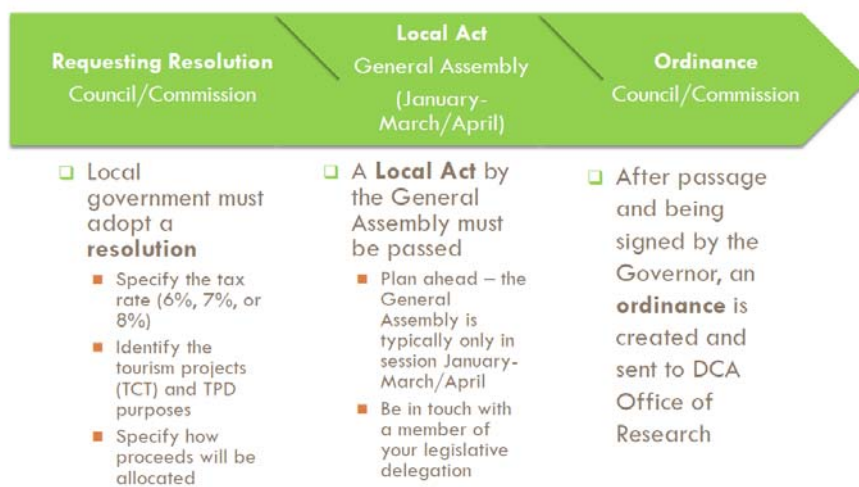 Requesting Resolution
Council/Commission
Local Act
General Assembly
(January-
March/April)
Ordinance
Council/Commission
Local
government must
adopt a
resolution
Specify the tax
rate (6%, 7%, or
8%)
Identify the
tourism projects
(TCT) and TPD
purposes
Specify how
proceeds will be
allocated
A Local Act by
the General
Assembly must
be passed
Plan ahead – the
General
Assembly is
typically only in
session January-
March/April
Be in touch with
a member of
your legislative
delegation
After passage
and being
signed by the
Governor, an
ordinance is
created and
sent to DCA
Office of
Research